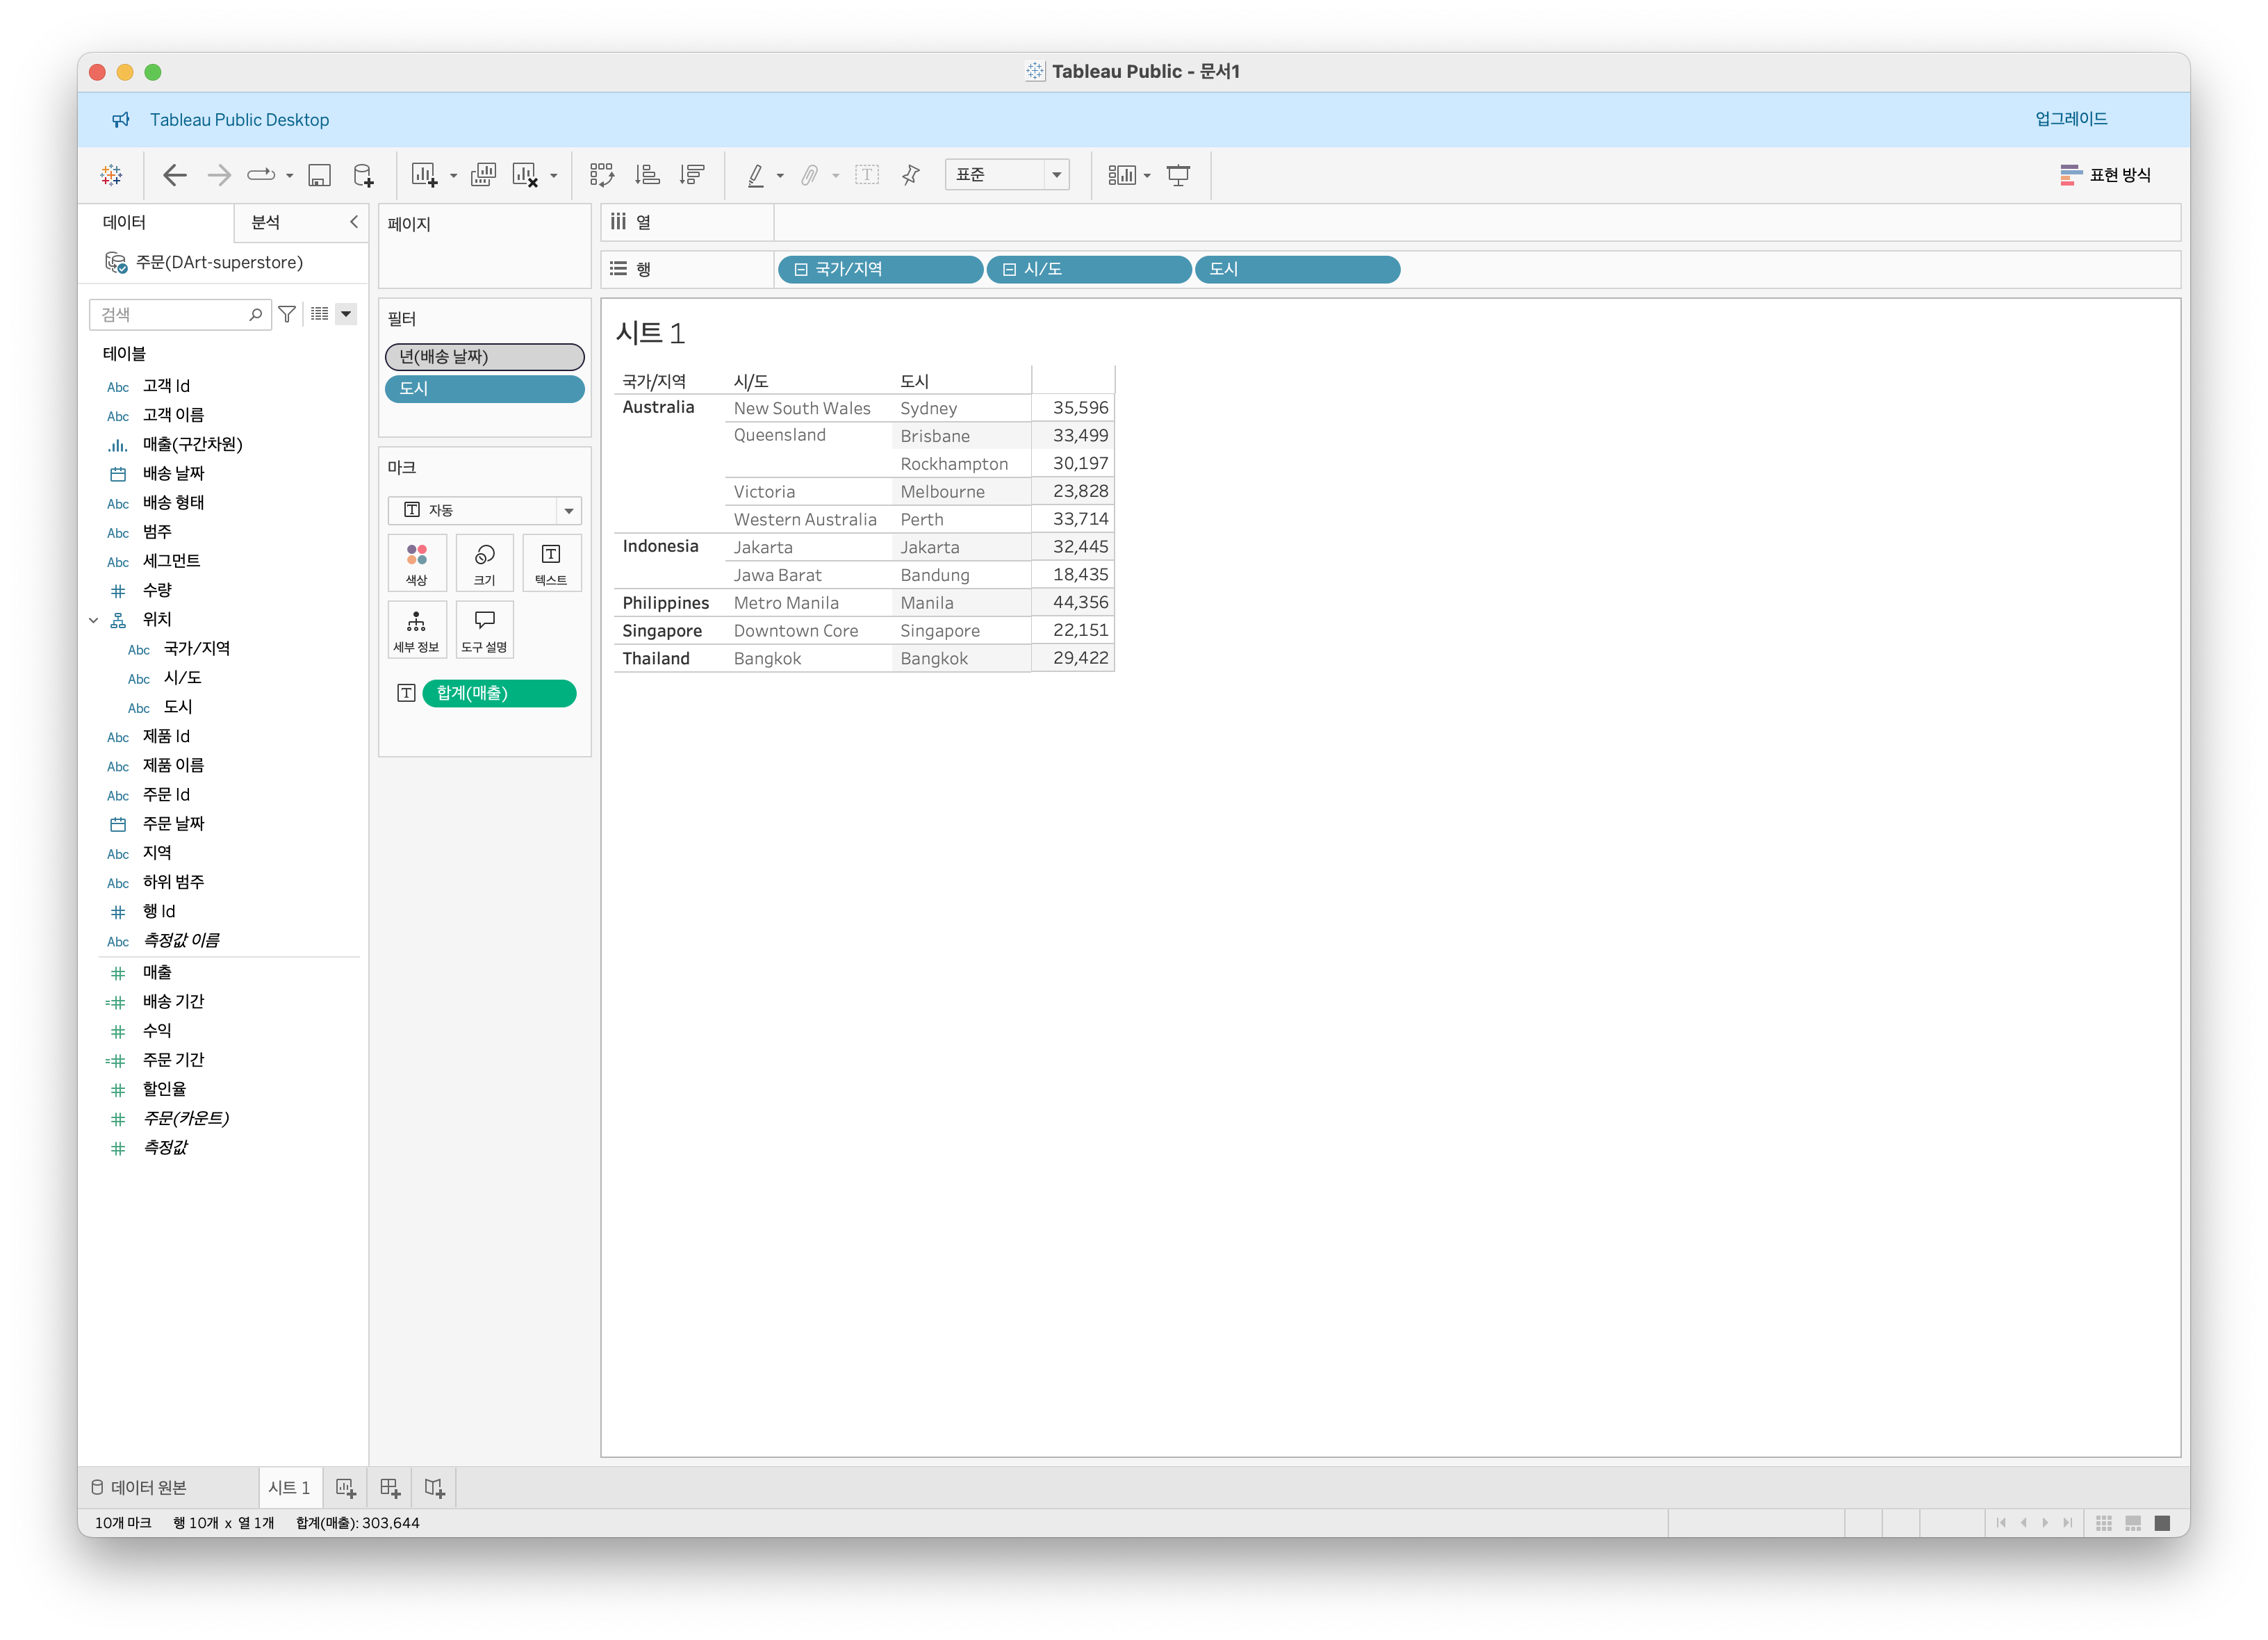 Tableau Public - 문서1
Tableau Public Desktop
업그레이드
표준
표현 방식
데이터
분석
주문(DArt-superstore)
검색
테이블
Abc 고객 Id
Abc 고객 이름
매출(구간차원)
배송 날짜
Abc 배송 형태
Abc 범주
Abc 세그먼트
수량
위치
Abc 국가/지역
Abc 시/도
Abc 도시
Abc 제품 Id
Abc 제품 이름
Abc 주문 Id
주문 날짜
Abc 지역
Abc 하위 범주
행 Id
Abc 측정값 이름
매출
배송 기간
수익
주문 기간
할인율
주문(카운트)
측정값
페이지
필터
년(배송 날짜)
도시
마크
자동
색상 크기 텍스트
세부 정보 도구 설명
합계(매출)
열
행 국가/지역 시/도 도시
시트 1
국가/지역 시/도 도시
Australia New South Wales Sydney 35,596
Queensland Brisbane 33,499
Rockhampton 30,197
Victoria Melbourne 23,828
Western Australia Perth 33,714
Indonesia Jakarta Jakarta 32,445
Jawa Barat Bandung 18,435
Philippines Metro Manila Manila 44,356
Singapore Downtown Core Singapore 22,151
Thailand Bangkok Bangkok 29,422
데이터 원본 시트 1
10개 마크 행 10개 x 열 1개 합계(매출): 303,644